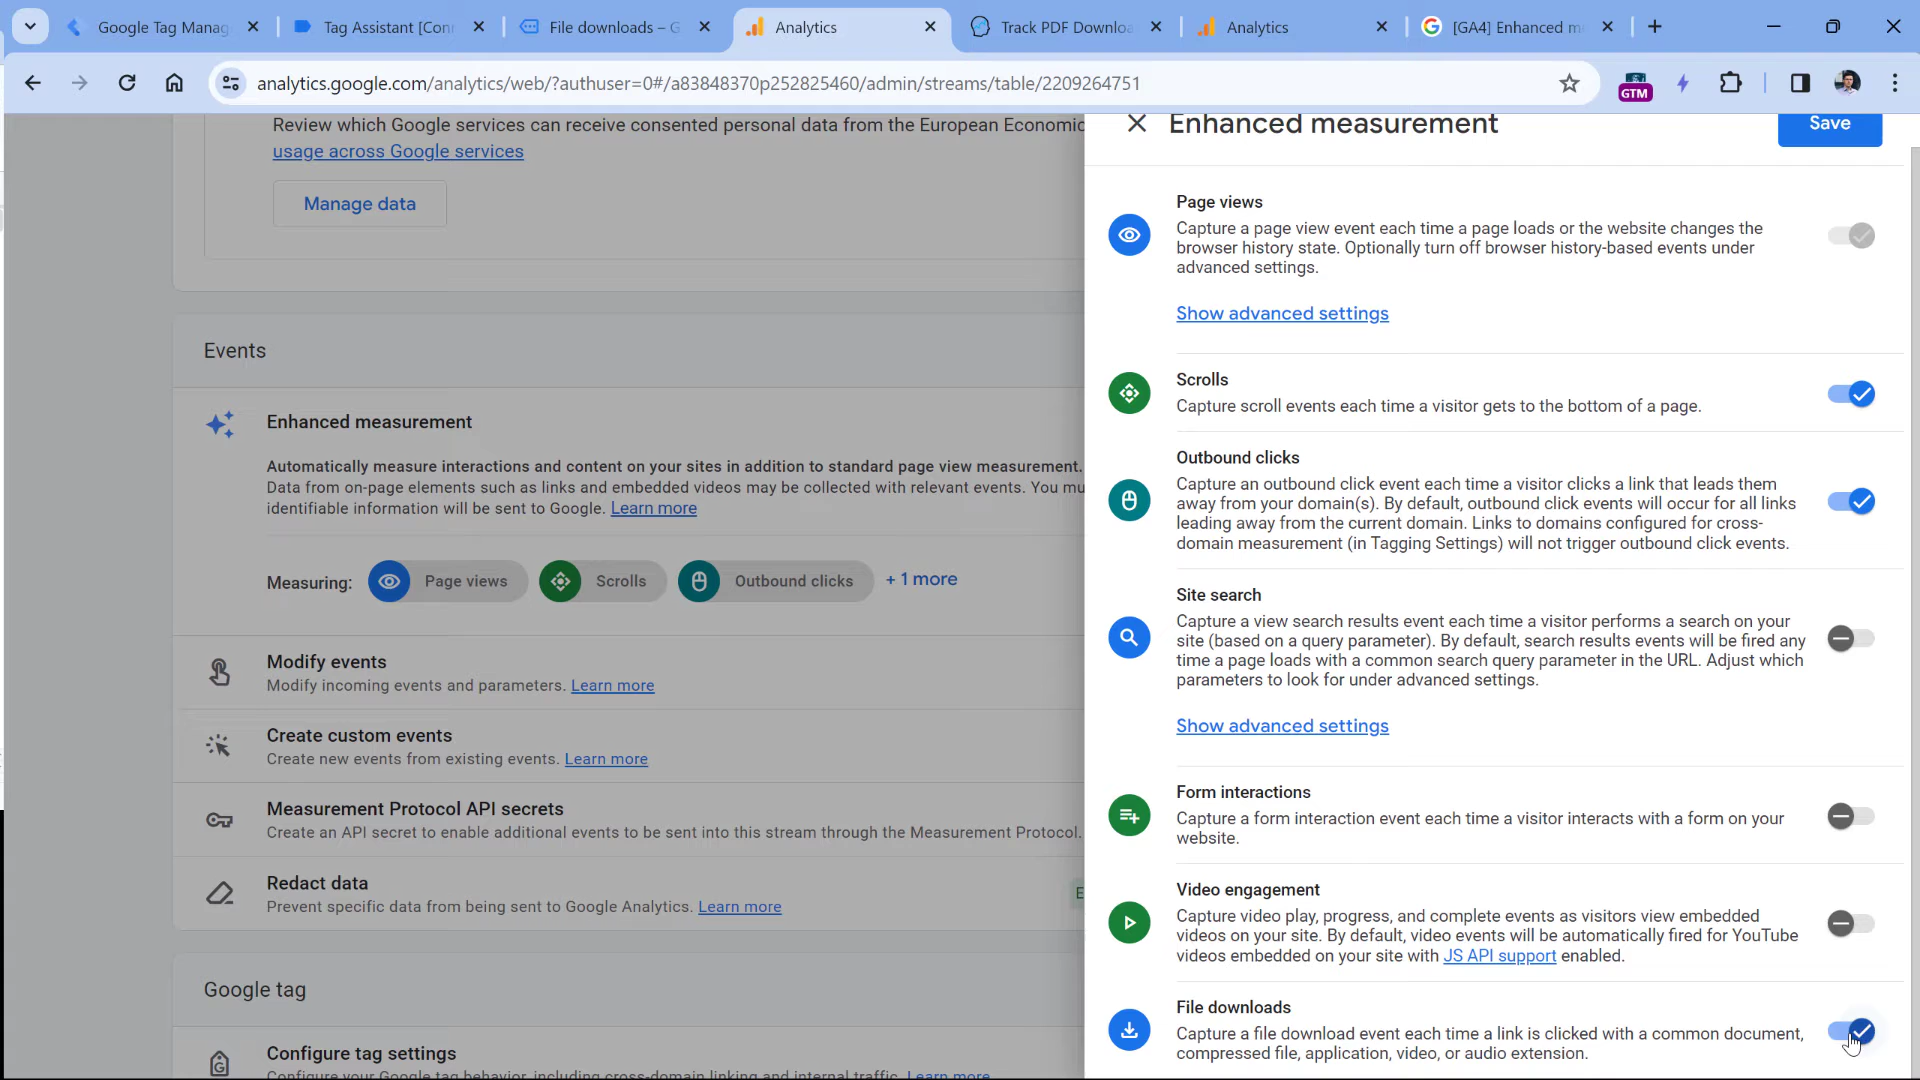 Google Tag Manag
Tag Assistant [Con
File downloads – G
Analytics
Track PDF Downloa
Analytics
[GA4] Enhanced m
analytics.google.com/analytics/web/?authuser=0#/a83848370p252825460/admin/streams/table/2209264751
GTM
Review which Google services can receive consented personal data from the European Economic
usage across Google services
Manage data
Events
Enhanced measurement
Automatically measure interactions and content on your sites in addition to standard page view measurement.
Data from on-page elements such as links and embedded videos may be collected with relevant events. You mu
identifiable information will be sent to Google. Learn more
Measuring:
Page views
Scrolls
Outbound clicks
+ 1 more
Modify events
Modify incoming events and parameters. Learn more
Create custom events
Create new events from existing events. Learn more
Measurement Protocol API secrets
Create an API secret to enable additional events to be sent into this stream through the Measurement Protocol.
Redact data
Prevent specific data from being sent to Google Analytics. Learn more
E
Google tag
Configure tag settings
Configure your Google tag behavior, including cross-domain linking and internal traffic. Learn more
Enhanced measurement
Save
Page views
Capture a page view event each time a page loads or the website changes the
browser history state. Optionally turn off browser history-based events under
advanced settings.
Show advanced settings
Scrolls
Capture scroll events each time a visitor gets to the bottom of a page.
Outbound clicks
Capture an outbound click event each time a visitor clicks a link that leads them
away from your domain(s). By default, outbound click events will occur for all links
leading away from the current domain. Links to domains configured for cross-
domain measurement (in Tagging Settings) will not trigger outbound click events.
Site search
Capture a view search results event each time a visitor performs a search on your
site (based on a query parameter). By default, search results events will be fired any
time a page loads with a common search query parameter in the URL. Adjust which
parameters to look for under advanced settings.
Show advanced settings
Form interactions
Capture a form interaction event each time a visitor interacts with a form on your
website.
Video engagement
Capture video play, progress, and complete events as visitors view embedded
videos on your site. By default, video events will be automatically fired for YouTube
videos embedded on your site with JS API support enabled.
File downloads
Capture a file download event each time a link is clicked with a common document,
compressed file, application, video, or audio extension.